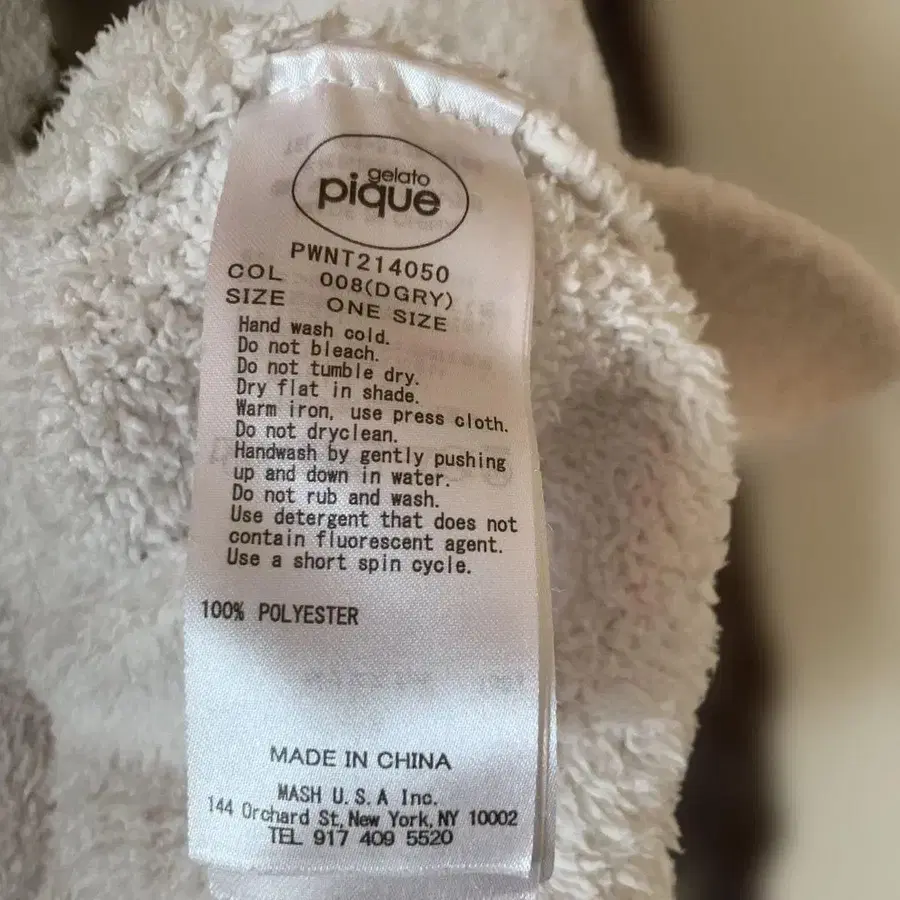 gelato
pique
PWNT214050
COL 008(DGRY)
SIZE ONE SIZE
Hand wash cold.
Do not bleach.
Do not tumble dry.
Dry flat in shade.
Warm iron, use press cloth.
Do not dryclean.
Handwash by gently pushing
up and down in water.
Do not rub and wash.
Use detergent that does not
contain fluorescent agent.
Use a short spin cycle.
100% POLYESTER
MADE IN CHINA
MASH U.S.A Inc.
144 Orchard St,New York,NY 10002
TEL 917 409 5520